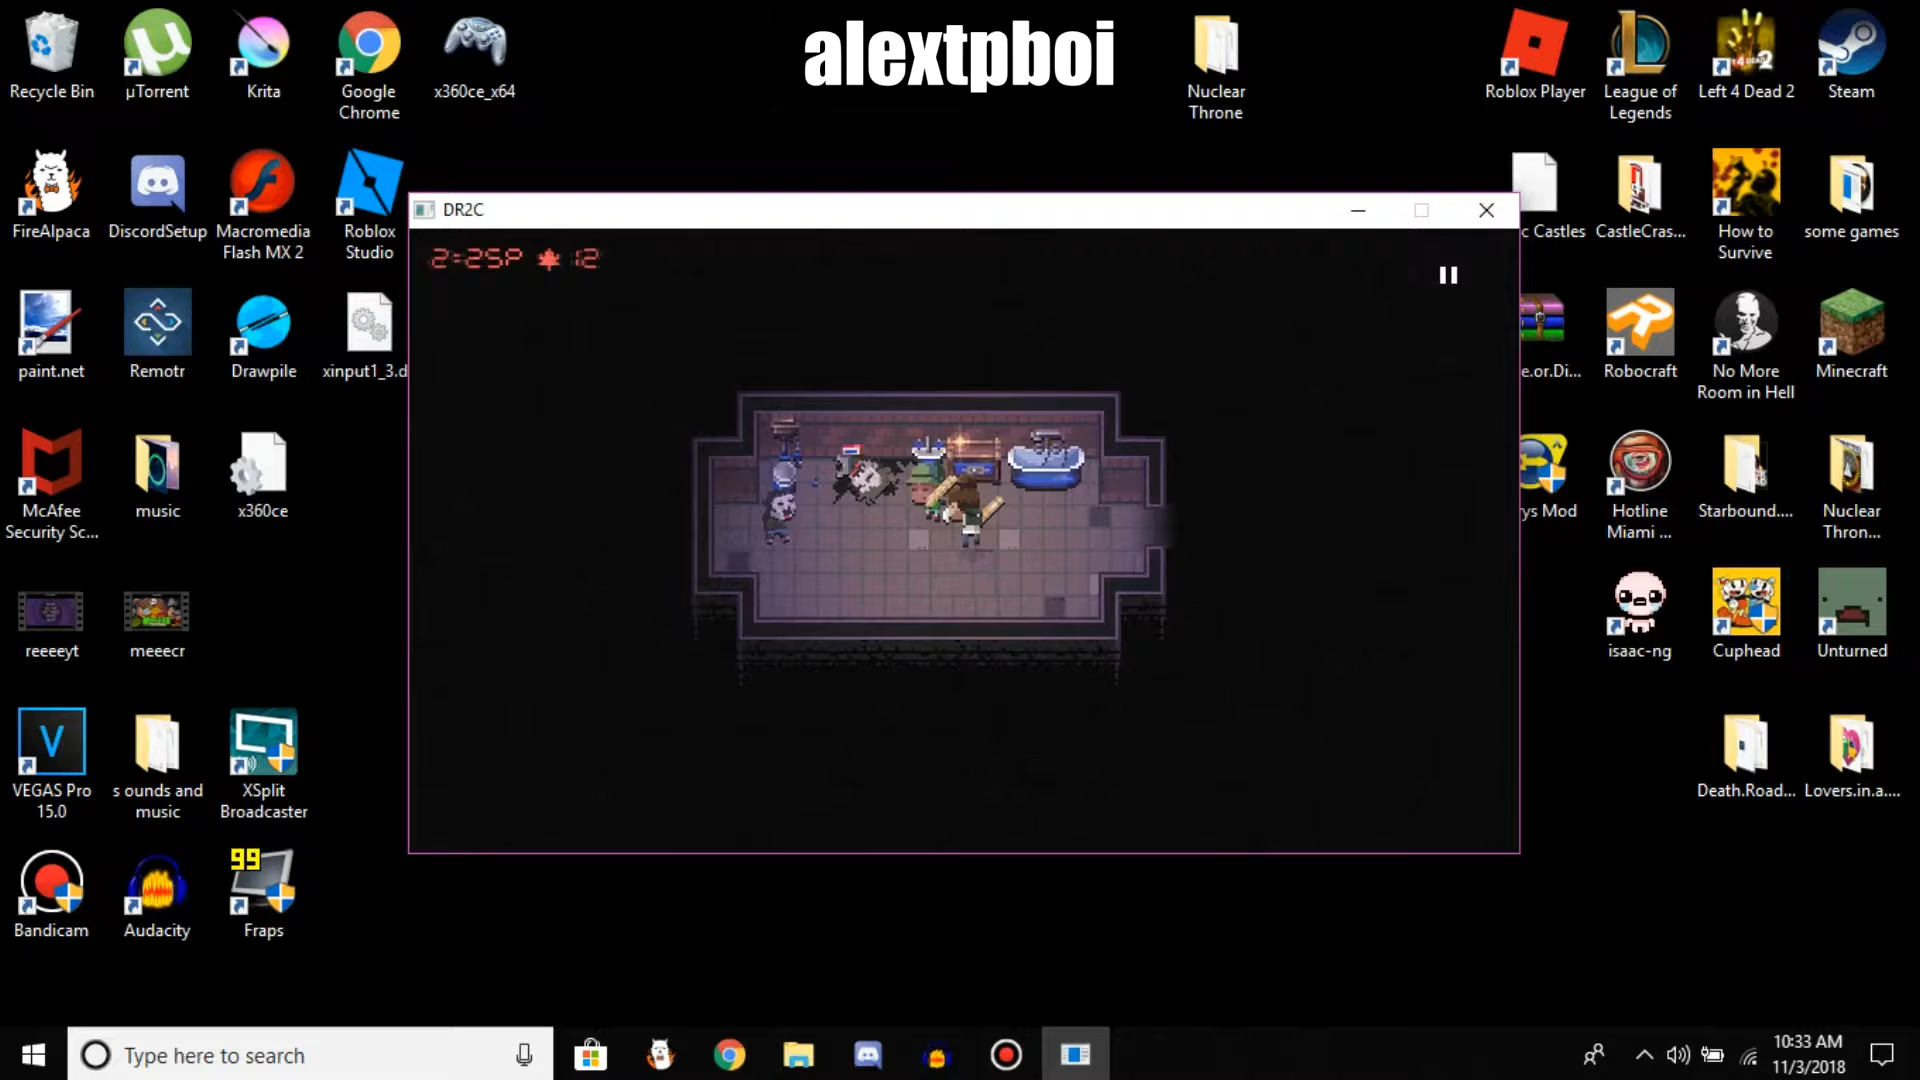 alextpboi
Recycle Bin
µTorrent
Krita
Google
Chrome
x360ce_x64
Nuclear
Throne
Roblox Player
League of
Legends
Left 4 Dead 2
Steam
FireAlpaca
DiscordSetup
Macromedia
Flash MX 2
Roblox
Studio
DR2C
c Castles
CastleCras...
How to
Survive
some games
2:25P 12
paint.net
Remotr
Drawpile
xinput1_3.d
e.or.Di...
Robocraft
No More
Room in Hell
Minecraft
McAfee
Security Sc...
music
x360ce
ys Mod
Hotline
Miami ...
Starbound....
Nuclear
Thron...
reeeeyt
meeecr
isaac-ng
Cuphead
Unturned
VEGAS Pro
15.0
s ounds and
music
XSplit
Broadcaster
Death.Road...
Lovers.in.a....
99
Bandicam
Audacity
Fraps
Type here to search
10:33 AM
11/3/2018